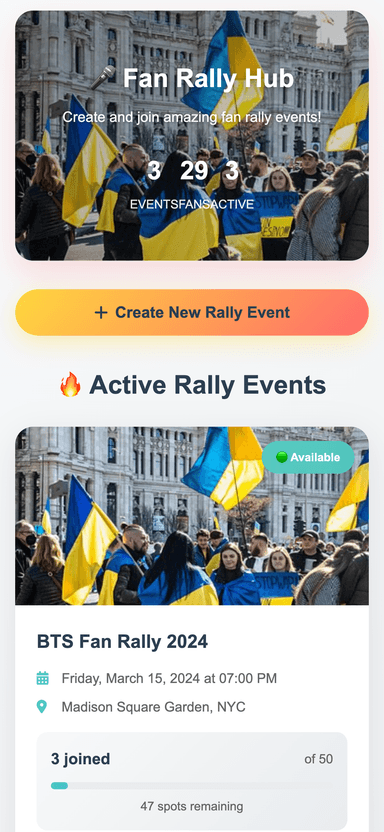 🎤 Fan Rally Hub
Create and join amazing fan rally events!
3 29 3
EVENTSFANSACTIVE
+ Create New Rally Event
🔥 Active Rally Events
Available
BTS Fan Rally 2024
Friday, March 15, 2024 at 07:00 PM
Madison Square Garden, NYC
3 joined
of 50
47 spots remaining